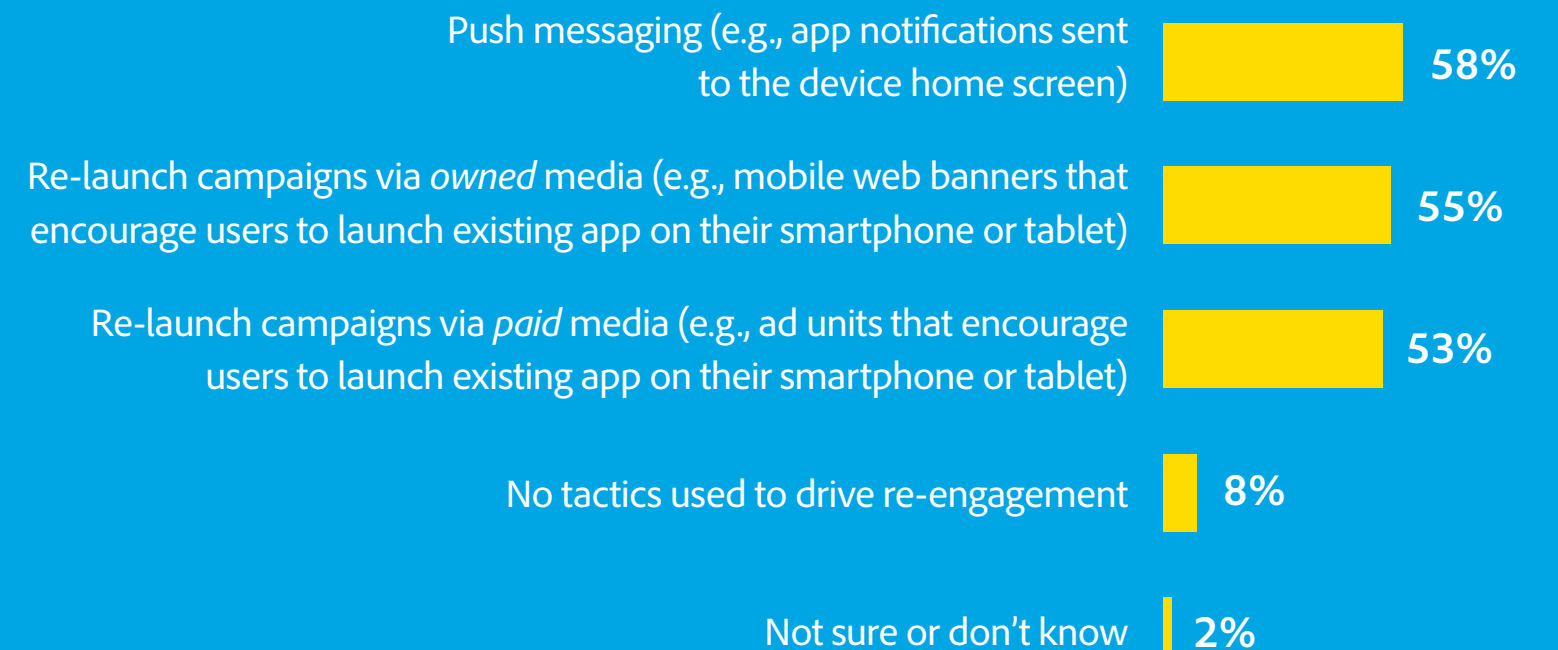 Push messaging (e.g., app notifications sent
to the device home screen)
58%
Re-launch campaigns via owned media (e.g., mobile web banners that
encourage users to launch existing app on their smartphone or tablet)
55%
Re-launch campaigns via paid media (e.g., ad units that encourage
users to launch existing app on their smartphone or tablet)
53%
No tactics used to drive re-engagement
8%
Not sure or don’t know
2%